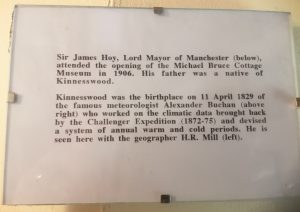 Sir James Hoy, Lord Mayor of Manchester (below),
attended the opening of the Michael Bruce Cottage
Museum in 1906. His father was a native of
Kinnesswood.
Kinnesswood was the birthplace on 11 April 1829 of
the famous meteorologist Alexander Buchan (above
right) who worked on the climatic data brought back
by the Challenger Expedition (1872-75) and devised
a system of annual warm and cold periods. He is
seen here with the geographer H.R. Mill (left).